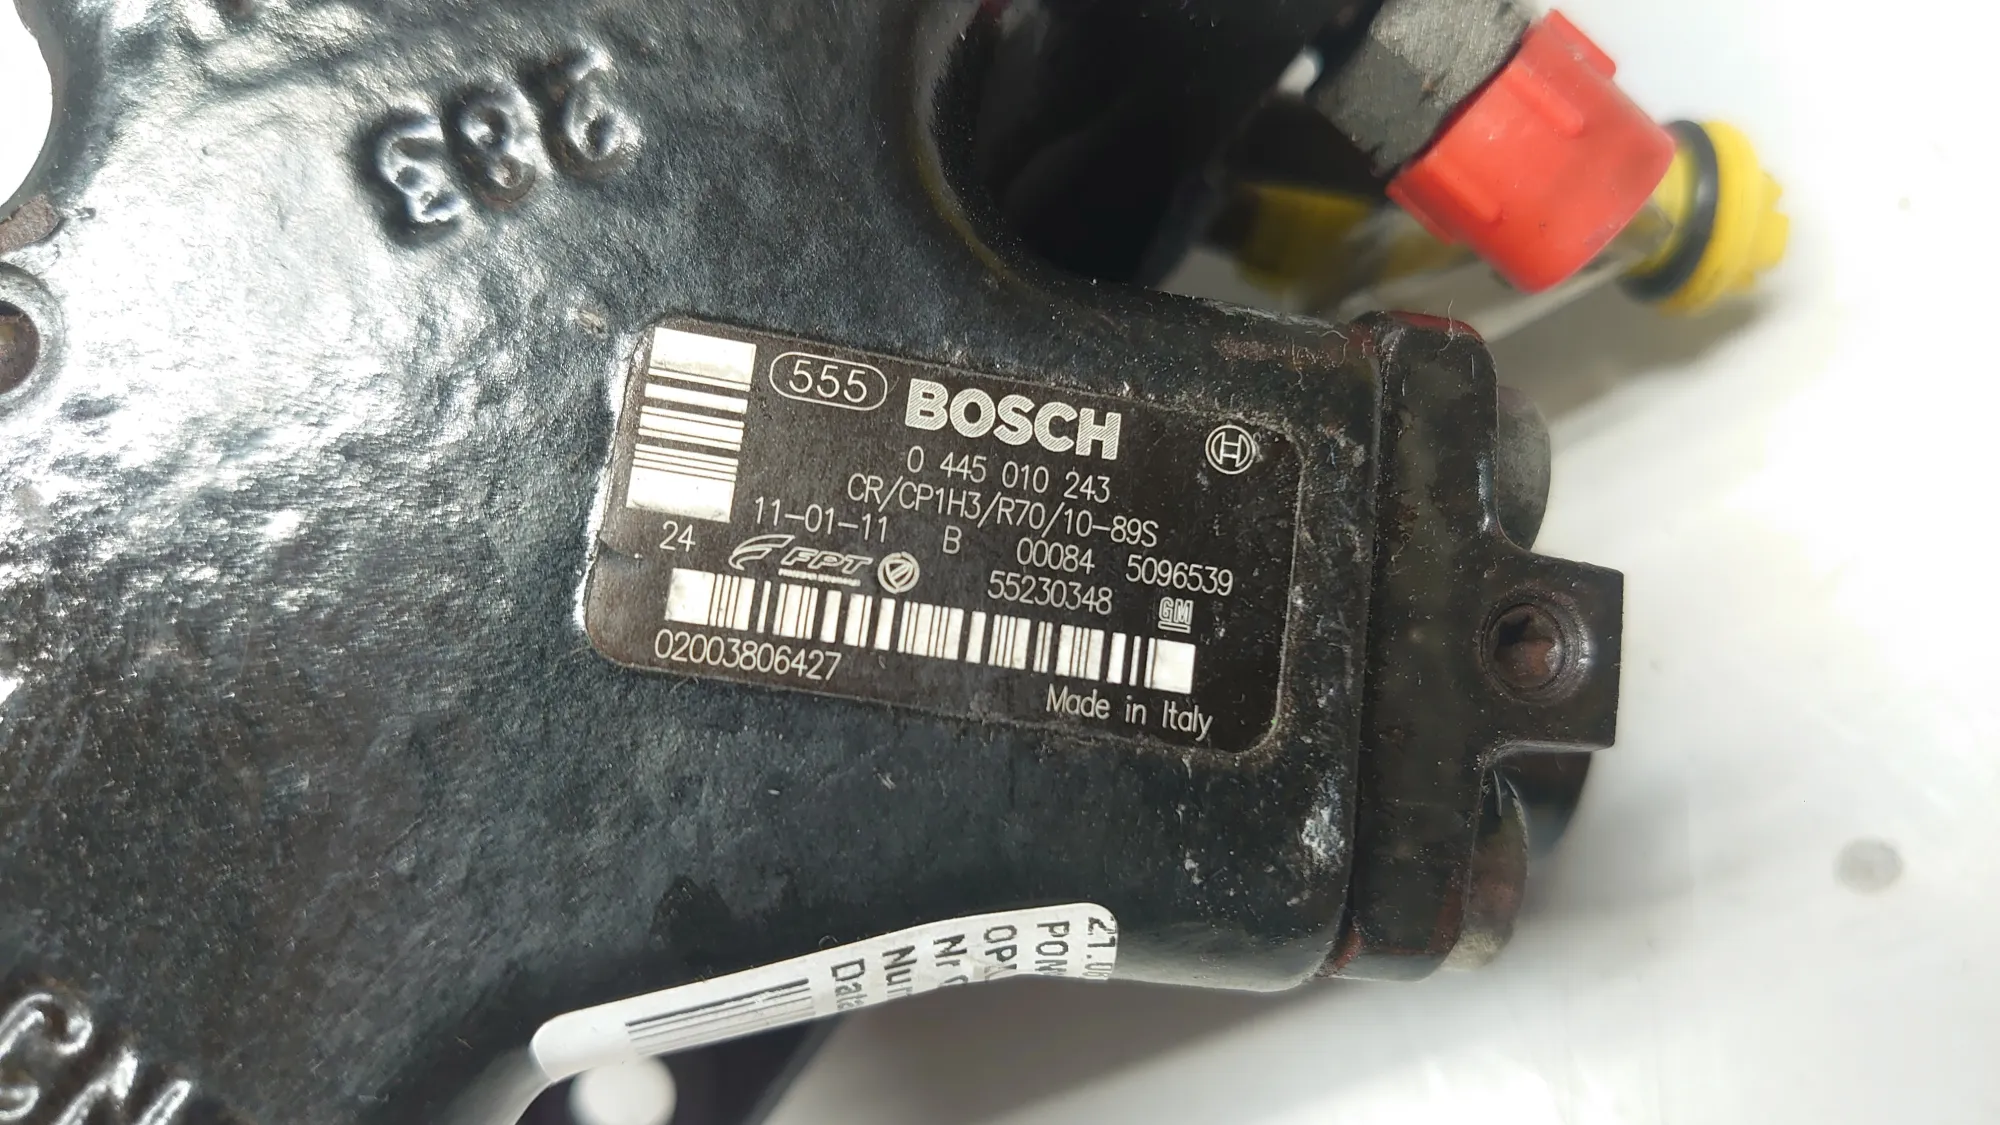 983
555 BOSCH
0 445 010 243
CR/CP1H3/R70/10-89S
11-01-11 B 00084 5096539
24 FPT 55230348 GM
02003806427
Made in Italy
Nr